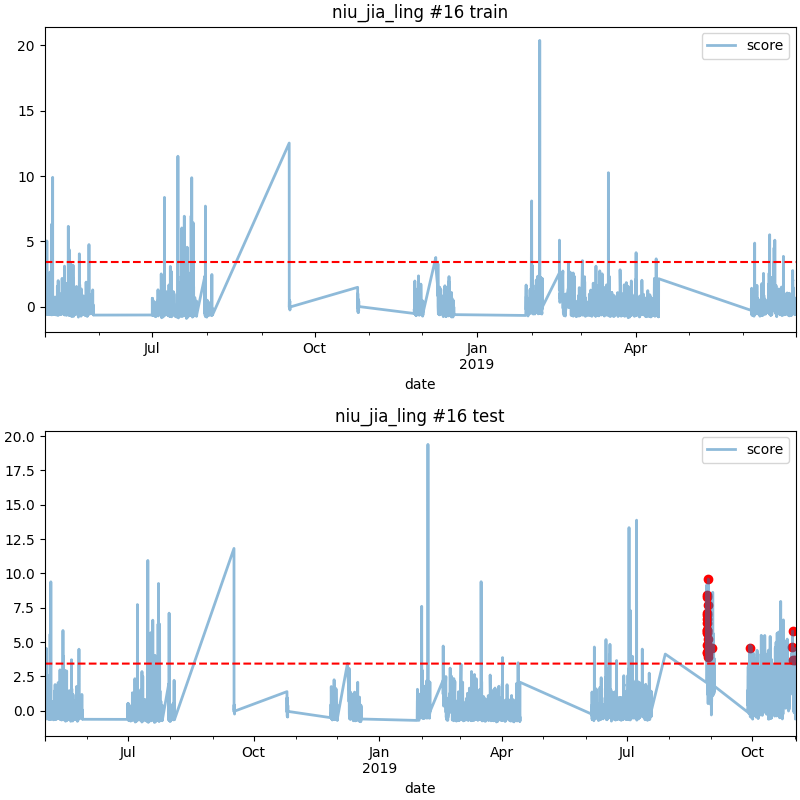 niu_jia_ling #16 train
score
20
15
10
5
0
Jul
Oct
Jan
2019
Apr
date
niu_jia_ling #16 test
score
20.0
17.5
15.0
12.5
10.0
7.5
5.0
2.5
0.0
Jul
Oct
Jan
2019
Apr
Jul
Oct
date